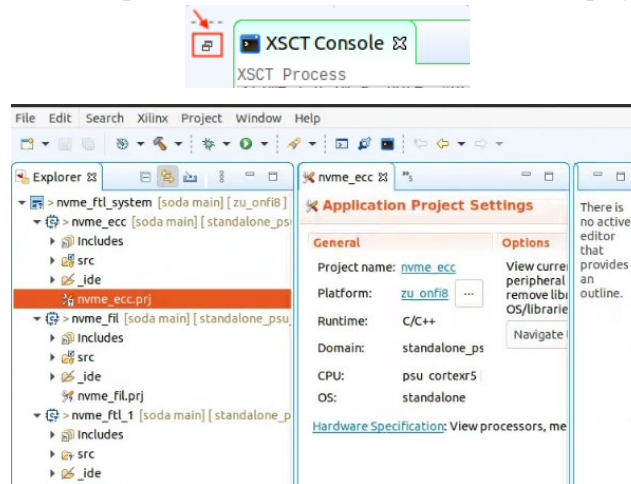 XSCT Console
XSCT Process
File Edit Search Xilinx Project Window Help
Explorer
> nvme_ftl_system [soda main] [ zu_onfi8 ]
> nvme_ecc [soda main] [ standalone_psu
Includes
src
_ide
nvme_ecc.prj
> nvme_fil [soda main] [ standalone_psu_
Includes
src
_ide
nvme_fil.prj
> nvme_ftl_1 [soda main] [ standalone_p
Includes
src
_ide
nvme_ecc
Application Project Settings
General
Project name: nvme_ecc
Platform: zu_onfi8 ...
Runtime: C/C++
Domain: standalone_ps
CPU: psu_cortexr5
OS: standalone
Hardware Specification: View processors, me
Options
View curre
peripheral
remove lib
OS/librarie
Navigate
There is
no active
editor
that
provides
an
outline.